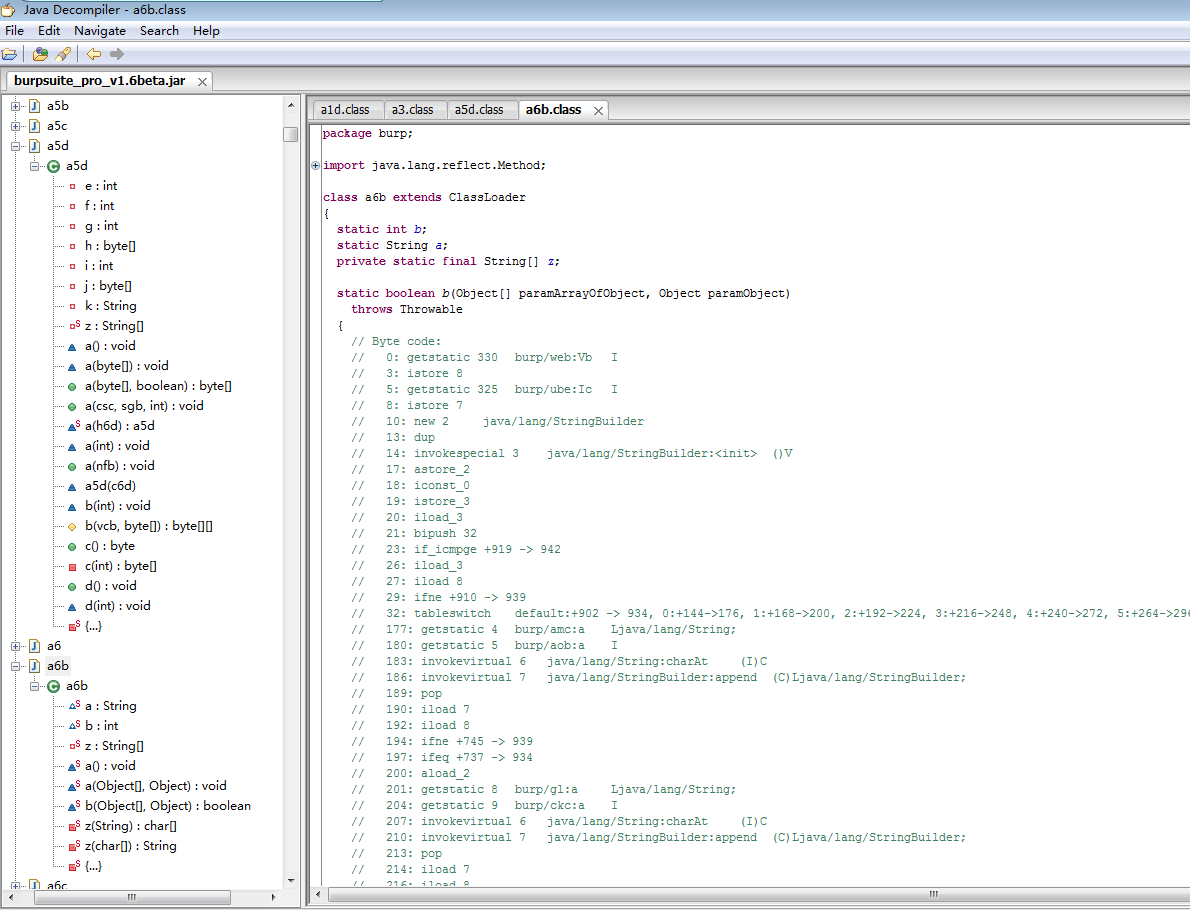 Java Decompiler - a6b.class
File Edit Navigate Search Help
burpsuite_pro_v1.6beta.jar
a5b
a5c
a5d
a5d
e : int
f : int
g : int
h : byte[]
i : int
j : byte[]
k : String
z : String[]
a() : void
a(byte[]) : void
a(byte[], boolean) : byte[]
a(csc, sgb, int) : void
a(h6d) : a5d
a(int) : void
a(nfb) : void
a5d(c6d)
b(int) : void
b(vcb, byte[]) : byte[][]
c() : byte
c(int) : byte[]
d() : void
d(int) : void
{...}
a6
a6b
a6b
a : String
b : int
z : String[]
a() : void
a(Object[], Object) : void
b(Object[], Object) : boolean
z(String) : char[]
z(char[]) : String
{...}
a6c
a1d.class a3.class a5d.class a6b.class
package burp;
import java.lang.reflect.Method;
class a6b extends ClassLoader
{
static int b;
static String a;
private static final String[] z;
static boolean b(Object[] paramArrayOfObject, Object paramObject)
throws Throwable
{
// Byte code:
// 0: getstatic 330 burp/web:Vb I
// 3: istore 8
// 5: getstatic 325 burp/ube:Ic I
// 8: istore 7
// 10: new 2 java/lang/StringBuilder
// 13: dup
// 14: invokespecial 3 java/lang/StringBuilder:<init> ()V
// 17: astore_2
// 18: iconst_0
// 19: istore_3
// 20: iload_3
// 21: bipush 32
// 23: if_icmpge +919 -> 942
// 26: iload_3
// 27: iload 8
// 29: ifne +910 -> 939
// 32: tableswitch default:+902 -> 934, 0:+144->176, 1:+168->200, 2:+192->224, 3:+216->248, 4:+240->272, 5:+264->296
// 177: getstatic 4 burp/amc:a Ljava/lang/String;
// 180: getstatic 5 burp/aob:a I
// 183: invokevirtual 6 java/lang/String:charAt (I)C
// 186: invokevirtual 7 java/lang/StringBuilder:append (C)Ljava/lang/StringBuilder;
// 189: pop
// 190: iload 7
// 192: iload 8
// 194: ifne +745 -> 939
// 197: ifeq +737 -> 934
// 200: aload_2
// 201: getstatic 8 burp/gl:a Ljava/lang/String;
// 204: getstatic 9 burp/ckc:a I
// 207: invokevirtual 6 java/lang/String:charAt (I)C
// 210: invokevirtual 7 java/lang/StringBuilder:append (C)Ljava/lang/StringBuilder;
// 213: pop
// 214: iload 7
// 216: iload 8